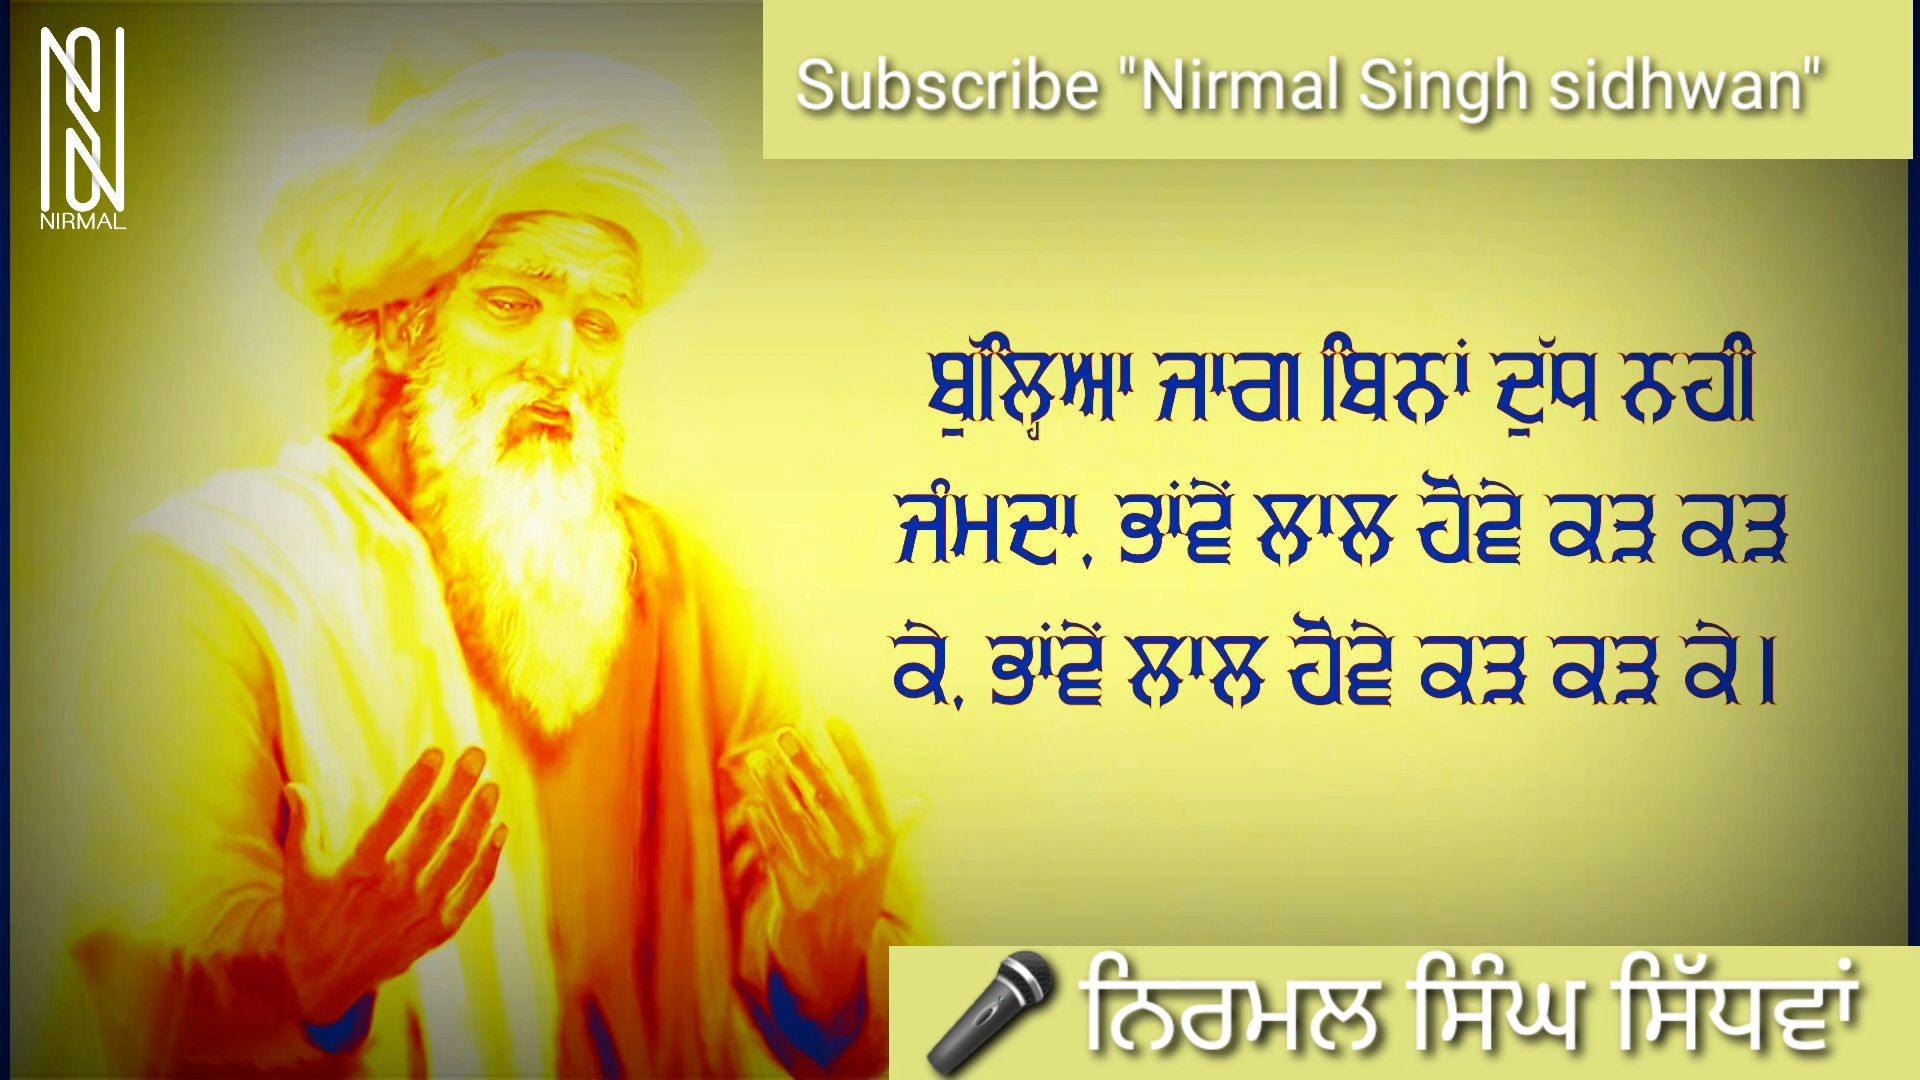 NIRMAL
Subscribe "Nirmal Singh sidhwan"
ਬੁੱਲ੍ਹਿਆ ਜਾਗ ਬਿਨਾਂ ਦੁੱਧ ਨਹੀ
ਜੰਮਦਾ, ਭਾਂਵੇਂ ਲਾਲ ਹੋਵੇ ਕੜ ਕੜ
ਕੇ, ਭਾਂਵੇਂ ਲਾਲ ਹੋਵੇ ਕੜ ਕੜ ਕੇ।
ਨਿਰਮਲ ਸਿੰਘ ਸਿੱਧਵਾਂ